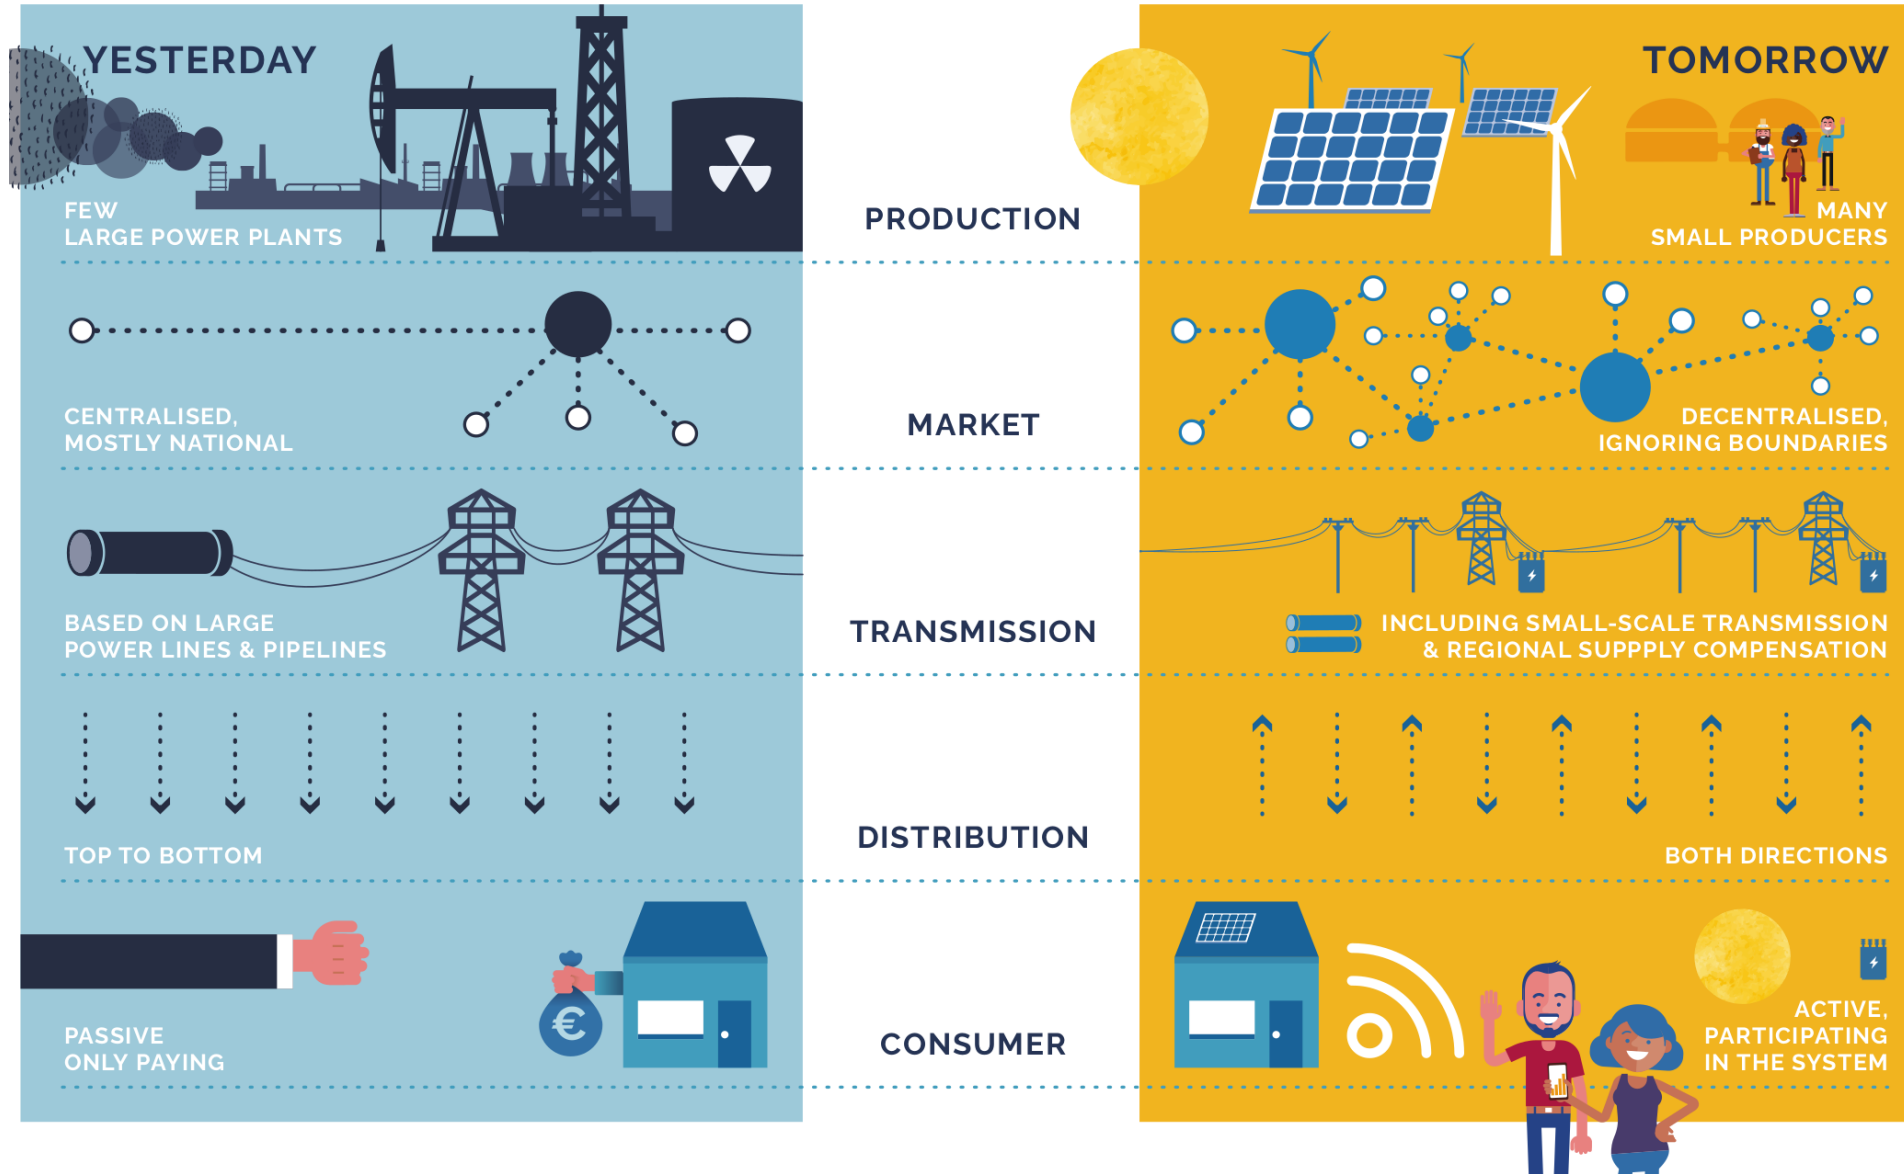 YESTERDAY
TOMORROW
FEW
LARGE POWER PLANTS
PRODUCTION
MANY
SMALL PRODUCERS
CENTRALISED,
MOSTLY NATIONAL
MARKET
DECENTRALISED,
IGNORING BOUNDARIES
BASED ON LARGE
POWER LINES & PIPELINES
TRANSMISSION
INCLUDING SMALL-SCALE TRANSMISSION
& REGIONAL SUPPPLY COMPENSATION
TOP TO BOTTOM
DISTRIBUTION
BOTH DIRECTIONS
€
PASSIVE
ONLY PAYING
CONSUMER
ACTIVE,
PARTICIPATING
IN THE SYSTEM